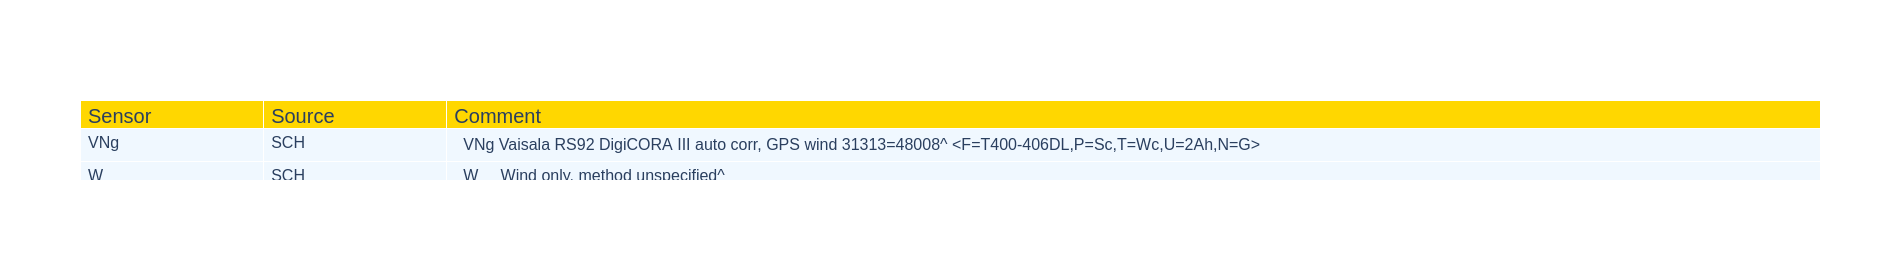 Sensor Source Comment
VNg SCH VNg Vaisala RS92 DigiCORA III auto corr, GPS wind 31313=48008^ <F=T400-406DL,P=Sc,T=Wc,U=2Ah,N=G>
W SCH W Wind only, method unspecified^